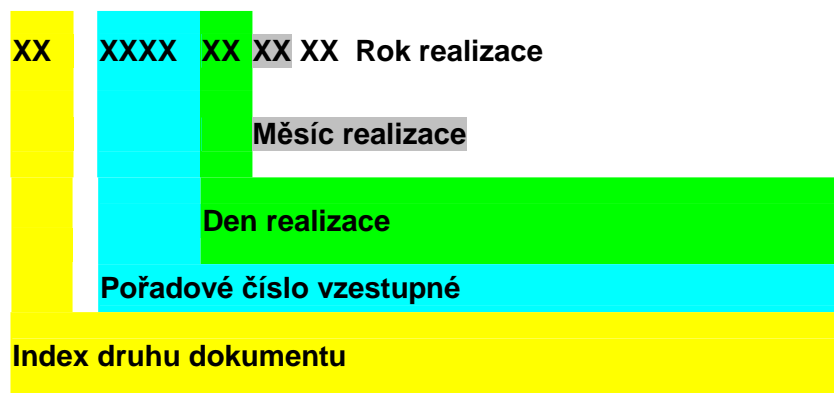 XX XXXX XX XX XX Rok realizace
Měsíc realizace
Den realizace
Pořadové číslo vzestupné
Index druhu dokumentu